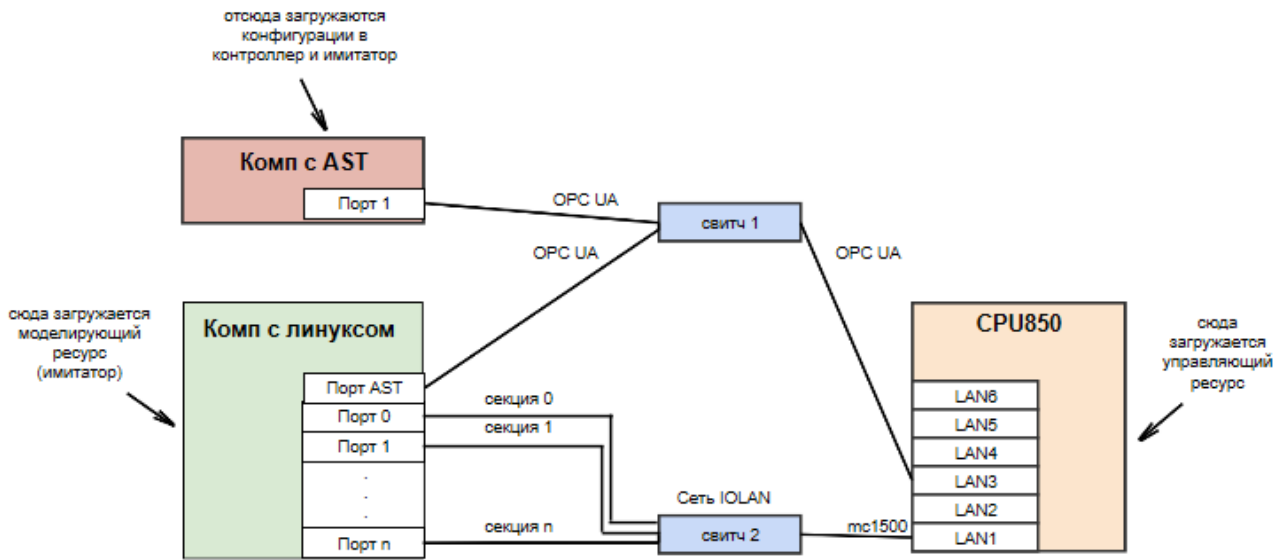 отсюда загружаются
конфигурации в
контроллер и имитатор
Комп с AST
Порт 1
OPC UA
свитч 1
OPC UA
OPC UA
сюда загружается
моделирующий
ресурс
(имитатор)
Комп с линуксом
Порт AST
Порт 0
Порт 1
.
.
.
Порт n
секция 0
секция 1
секция n
Сеть IOLAN
свитч 2
mc1500
CPU850
LAN6
LAN5
LAN4
LAN3
LAN2
LAN1
сюда
загружается
управляющий
ресурс